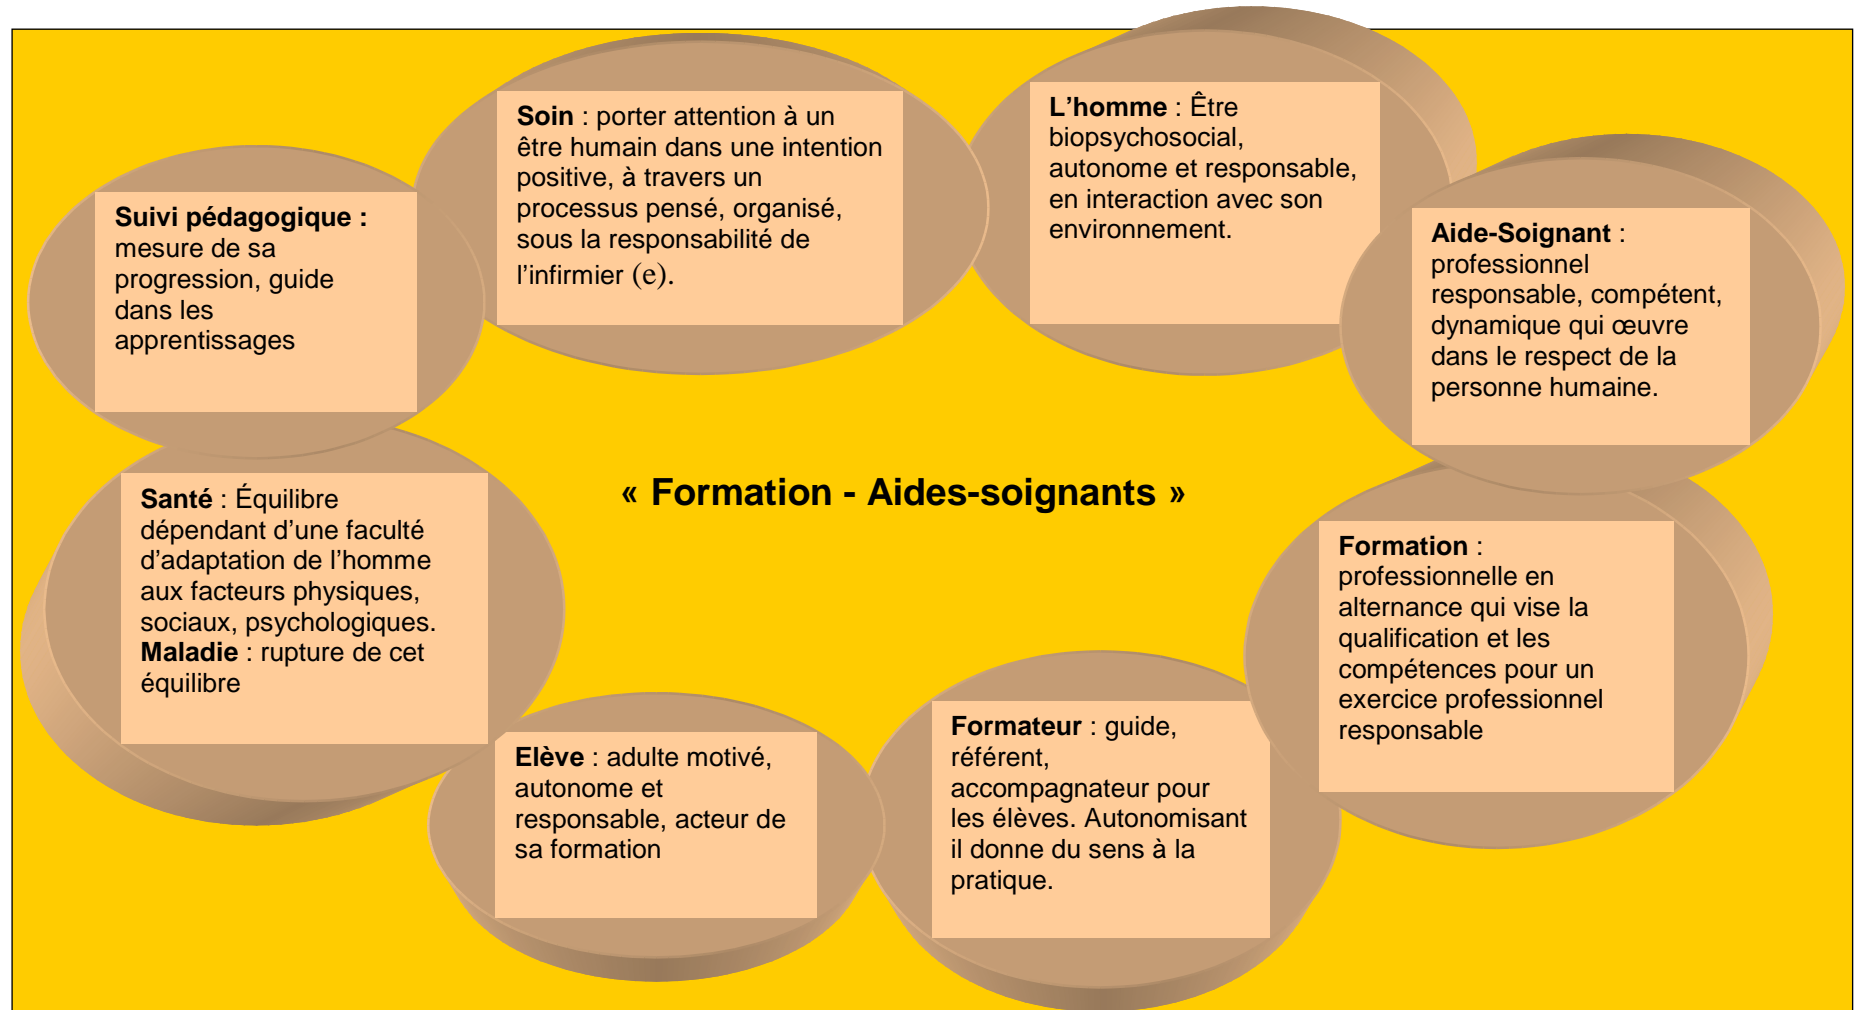 Soin : porter attention à un
être humain dans une intention
positive, à travers un
processus pensé, organisé,
sous la responsabilité de
l’infirmier (e).
L’homme : Être
biopsychosocial,
autonome et responsable,
en interaction avec son
environnement.
Suivi pédagogique :
mesure de sa
progression, guide
dans les
apprentissages
Aide-Soignant :
professionnel
responsable, compétent,
dynamique qui œuvre
dans le respect de la
personne humaine.
« Formation - Aides-soignants »
Santé : Équilibre
dépendant d’une faculté
d’adaptation de l’homme
aux facteurs physiques,
sociaux, psychologiques.
Maladie : rupture de cet
équilibre
Formation :
professionnelle en
alternance qui vise la
qualification et les
compétences pour un
exercice professionnel
responsable
Elève : adulte motivé,
autonome et
responsable, acteur de
sa formation
Formateur : guide,
référent,
accompagnateur pour
les élèves. Autonomisant
il donne du sens à la
pratique.